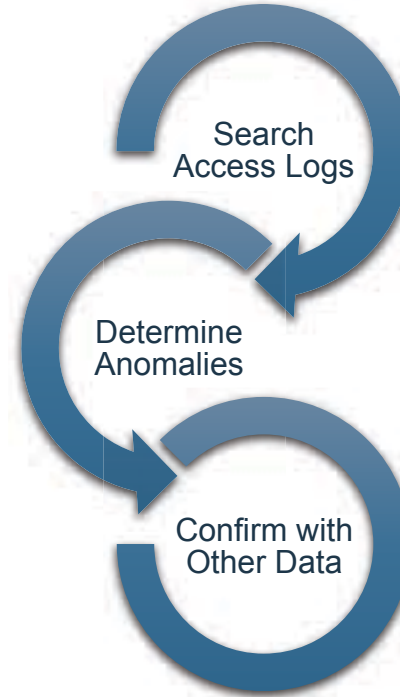 Search
Access Logs
Determine
Anomalies
Confirm with
Other Data